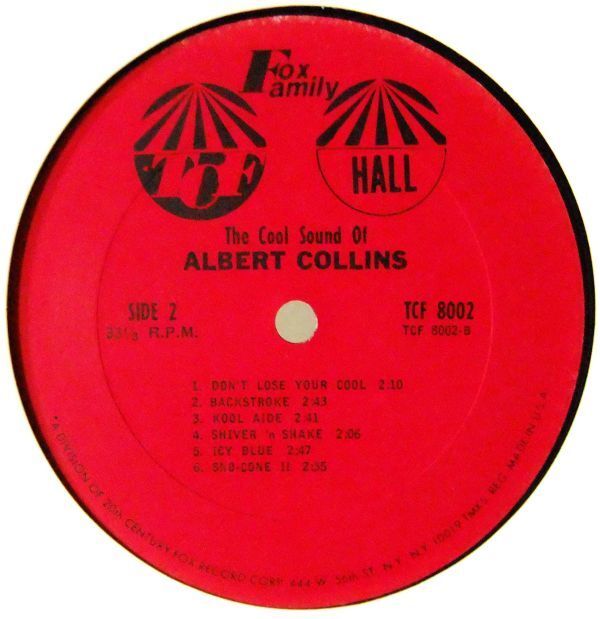 Fox
Family
TCF
HALL
The Cool Sound Of
ALBERT COLLINS
SIDE 2
33⅓ R.P.M.
TCF 8002
TCF 8002-B
1. DON'T LOSE YOUR COOL 2:10
2. BACKSTROKE 2:43
3. KOOL AIDE 2:41
4. SHIVER 'n SHAKE 2:06
5. ICY BLUE 2:47
6. SNO-CONE II 2:35
*A DIVISION OF 20th CENTURY FOX RECORD CORP. 444 W. 56th ST. N.Y. N.Y. 10019 TMKS. REG. MADE IN U.S.A.